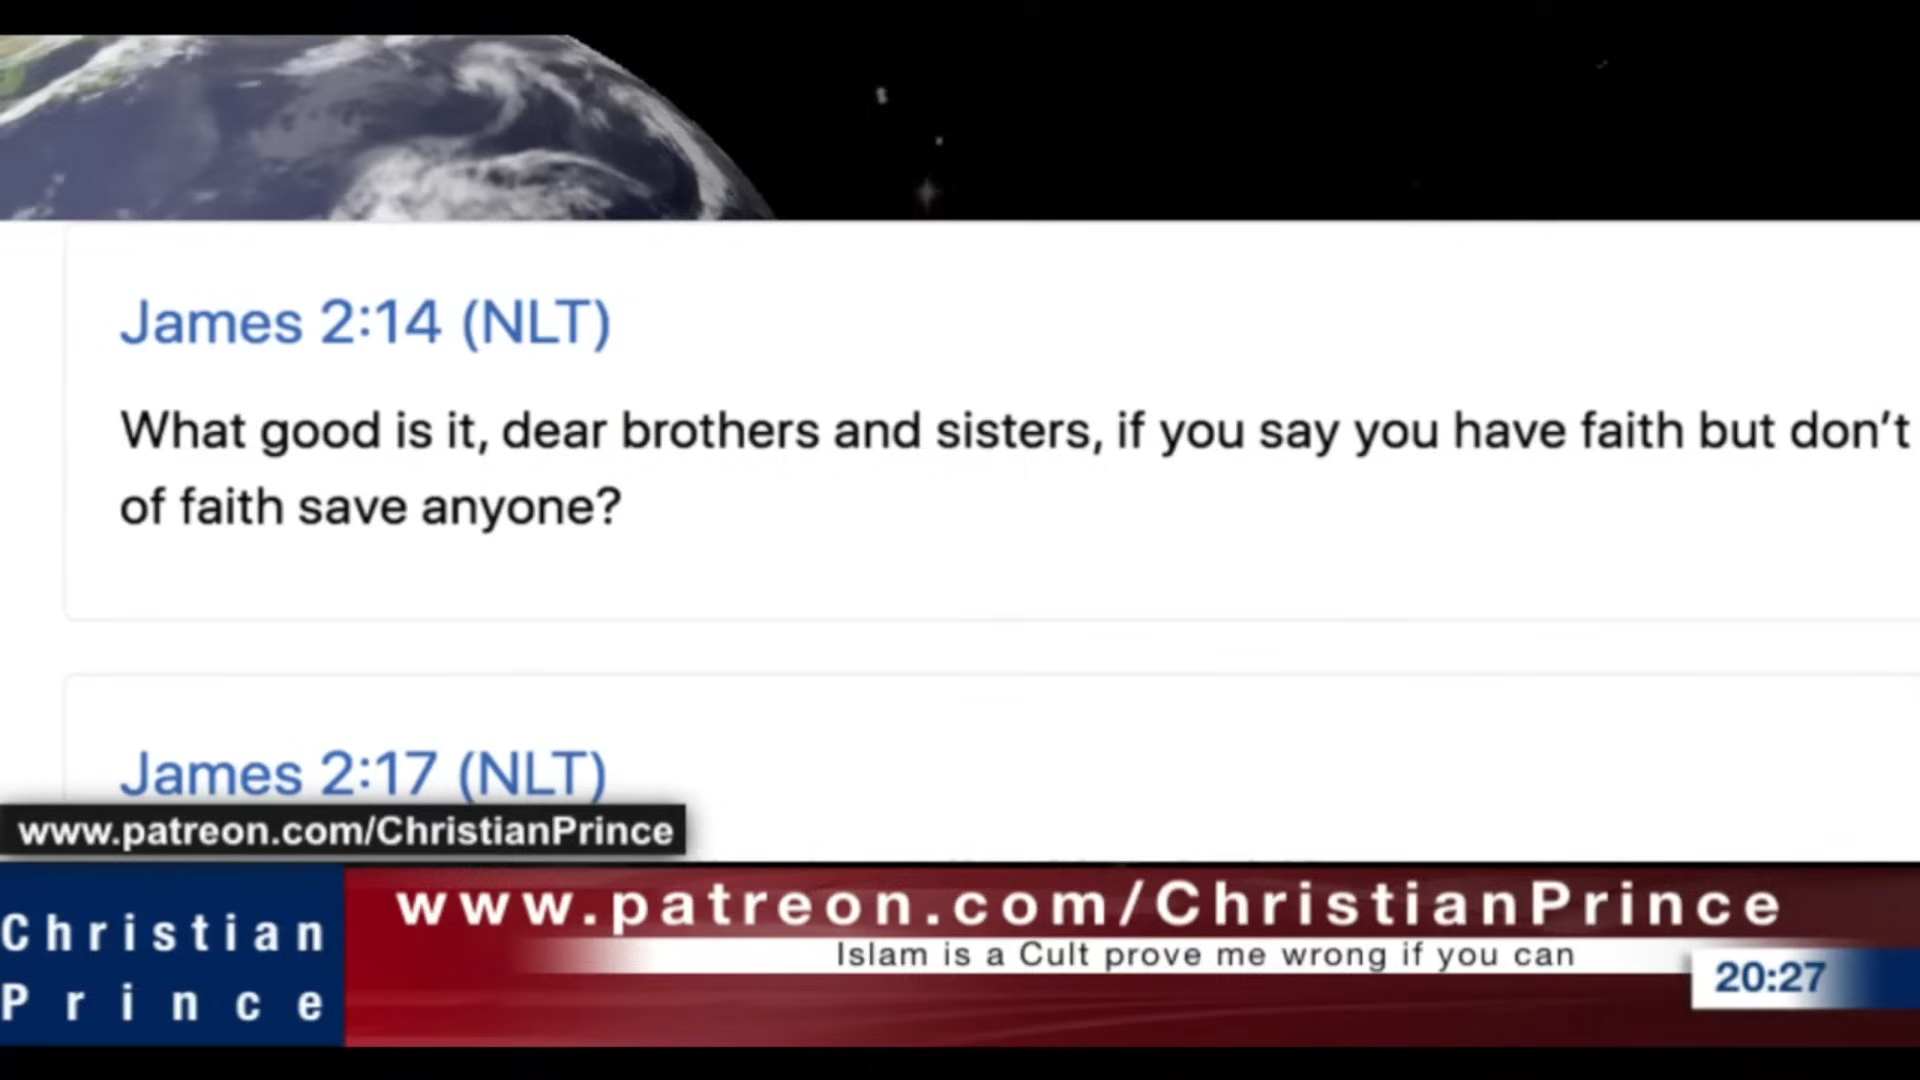 James 2:14 (NLT)
What good is it, dear brothers and sisters, if you say you have faith but don't
of faith save anyone?
James 2:17 (NLT)
www.patreon.com/ChristianPrince
Christian
Prince
www.patreon.com/ChristianPrince
Islam is a Cult prove me wrong if you can
20:27